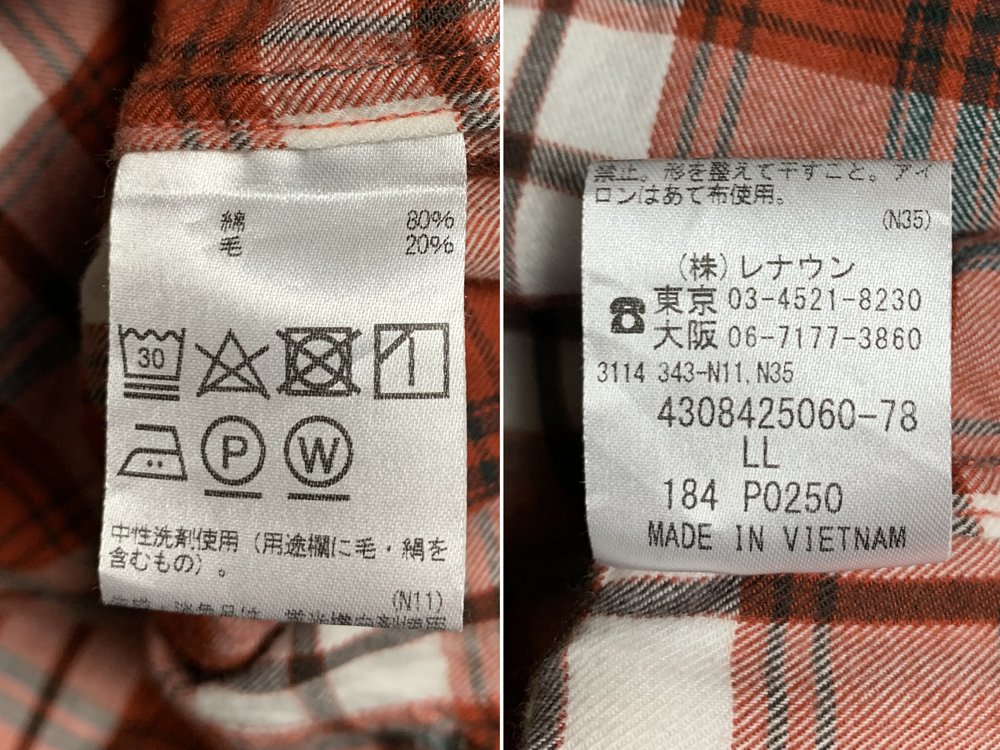 綿 80%
毛 20%
30
P W
中性洗剤使用（用途欄に毛・絹を
含むもの）。
(N11)
禁止。形を整えて干すこと。アイ
ロンはあて布使用。
(N35)
（株）レナウン
東京 03-4521-8230
大阪 06-7177-3860
3114 343-N11,N35
4308425060-78
LL
184 P0250
MADE IN VIETNAM